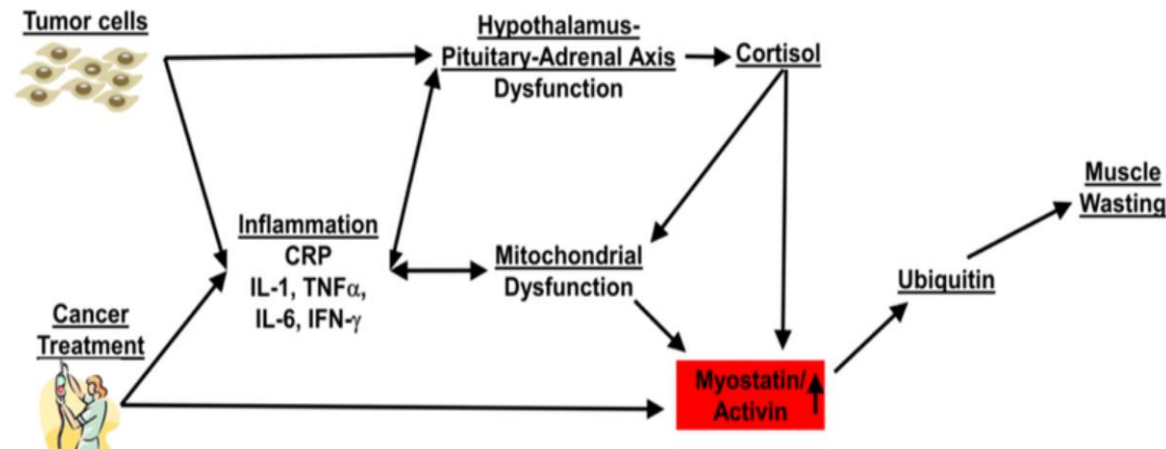 Tumor cells
Hypothalamus-
Pituitary-Adrenal Axis
Dysfunction
Cortisol
Muscle
Wasting
Inflammation
CRP
IL-1, TNFα,
IL-6, IFN-γ
Mitochondrial
Dysfunction
Ubiquitin
Cancer
Treatment
Myostatin/
Activin